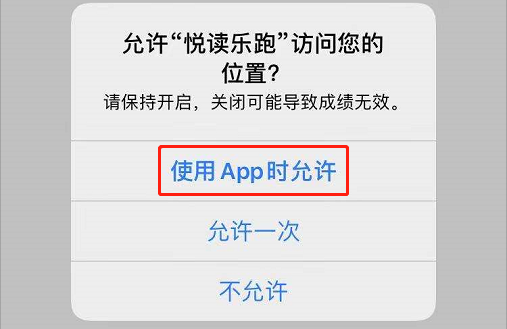 允许“悦读乐跑”访问您的
位置？
请保持开启，关闭可能导致成绩无效。
使用App时允许
允许一次
不允许